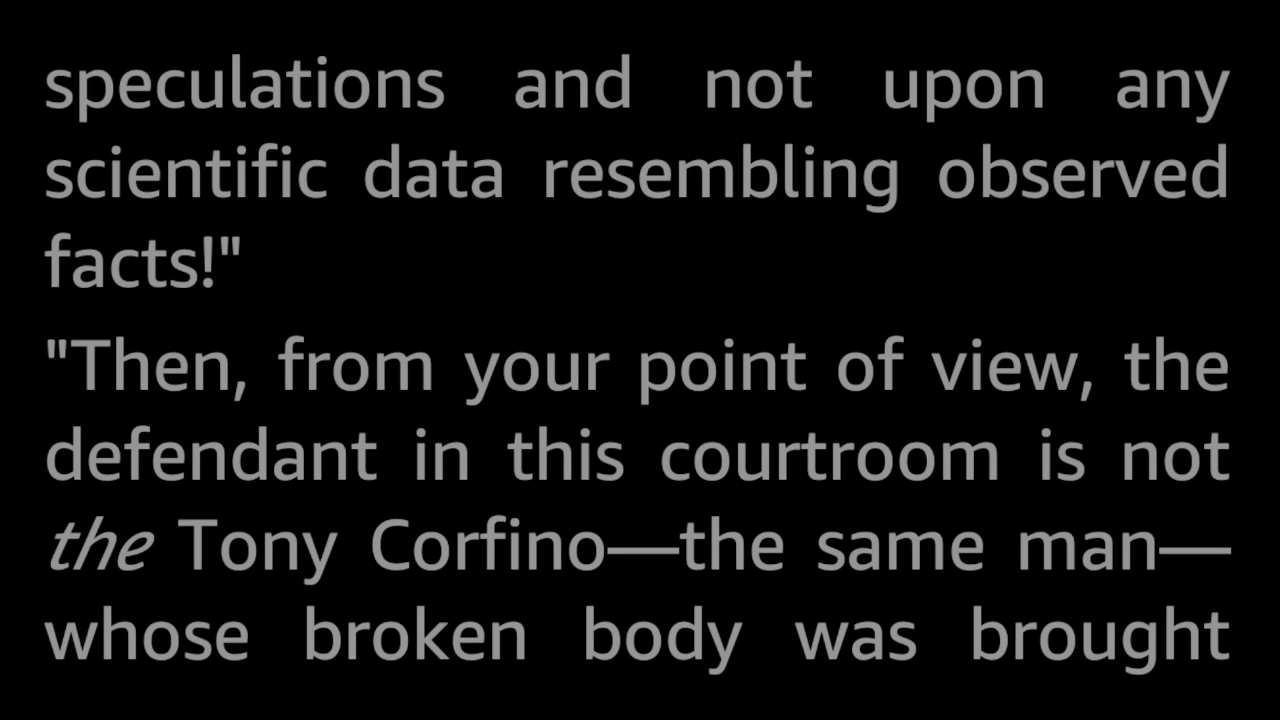 speculations and not upon any
scientific data resembling observed
facts!"
"Then, from your point of view, the
defendant in this courtroom is not
the Tony Corfino—the same man—
whose broken body was brought